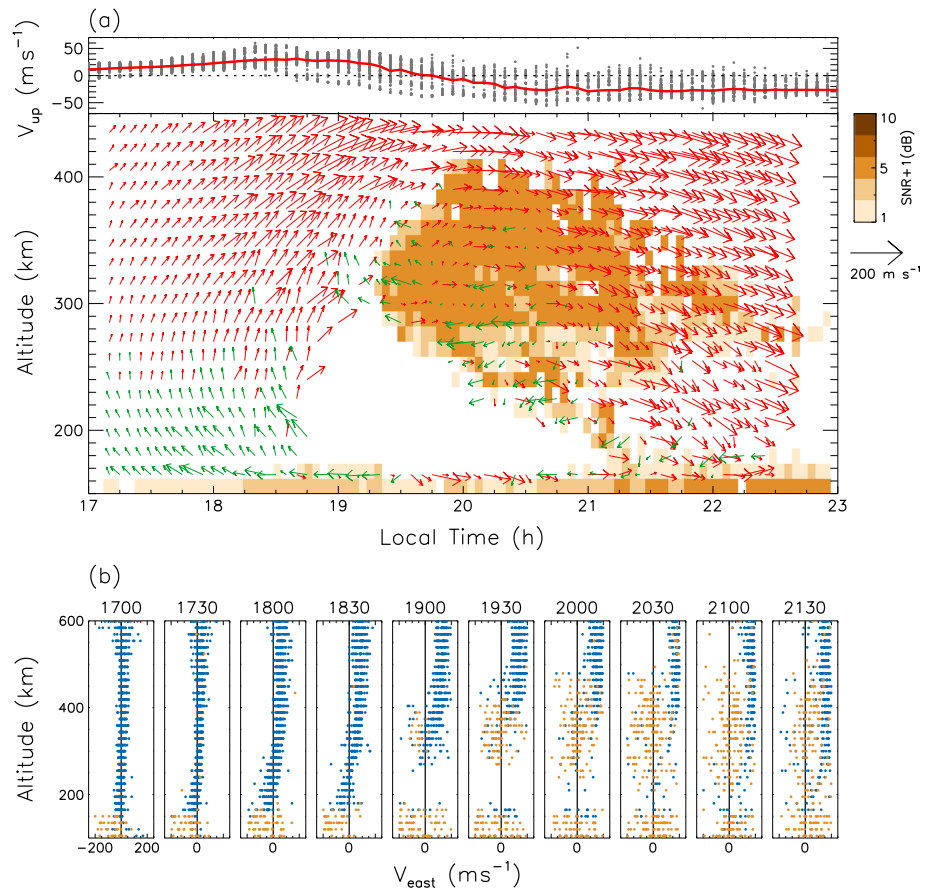 (a)
V_up (ms⁻¹)
50
0
−50
Altitude (km)
400
300
200
17 18 19 20 21 22 23
Local Time (h)
10
5
1
SNR+1(dB)
200 m s⁻¹
(b)
1700 1730 1800 1830 1900 1930 2000 2030 2100 2130
Altitude (km)
600
400
200
−200 0 200 0 0 0 0 0 0 0 0 0
V_east (ms⁻¹)